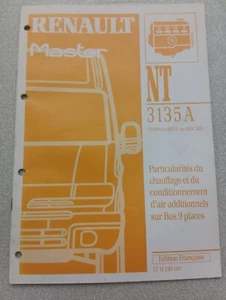 RENAULT
Master
NT
3135A
Particularités du
chauffage et du
conditionnement
d'air additionnels
sur Bus 9 places
Edition Française